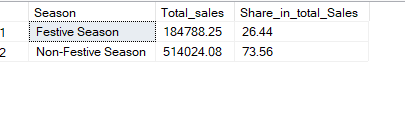 Season Total_sales Share_in_total_Sales
1 Festive Season 184788.25 26.44
2 Non-Festive Season 514024.08 73.56